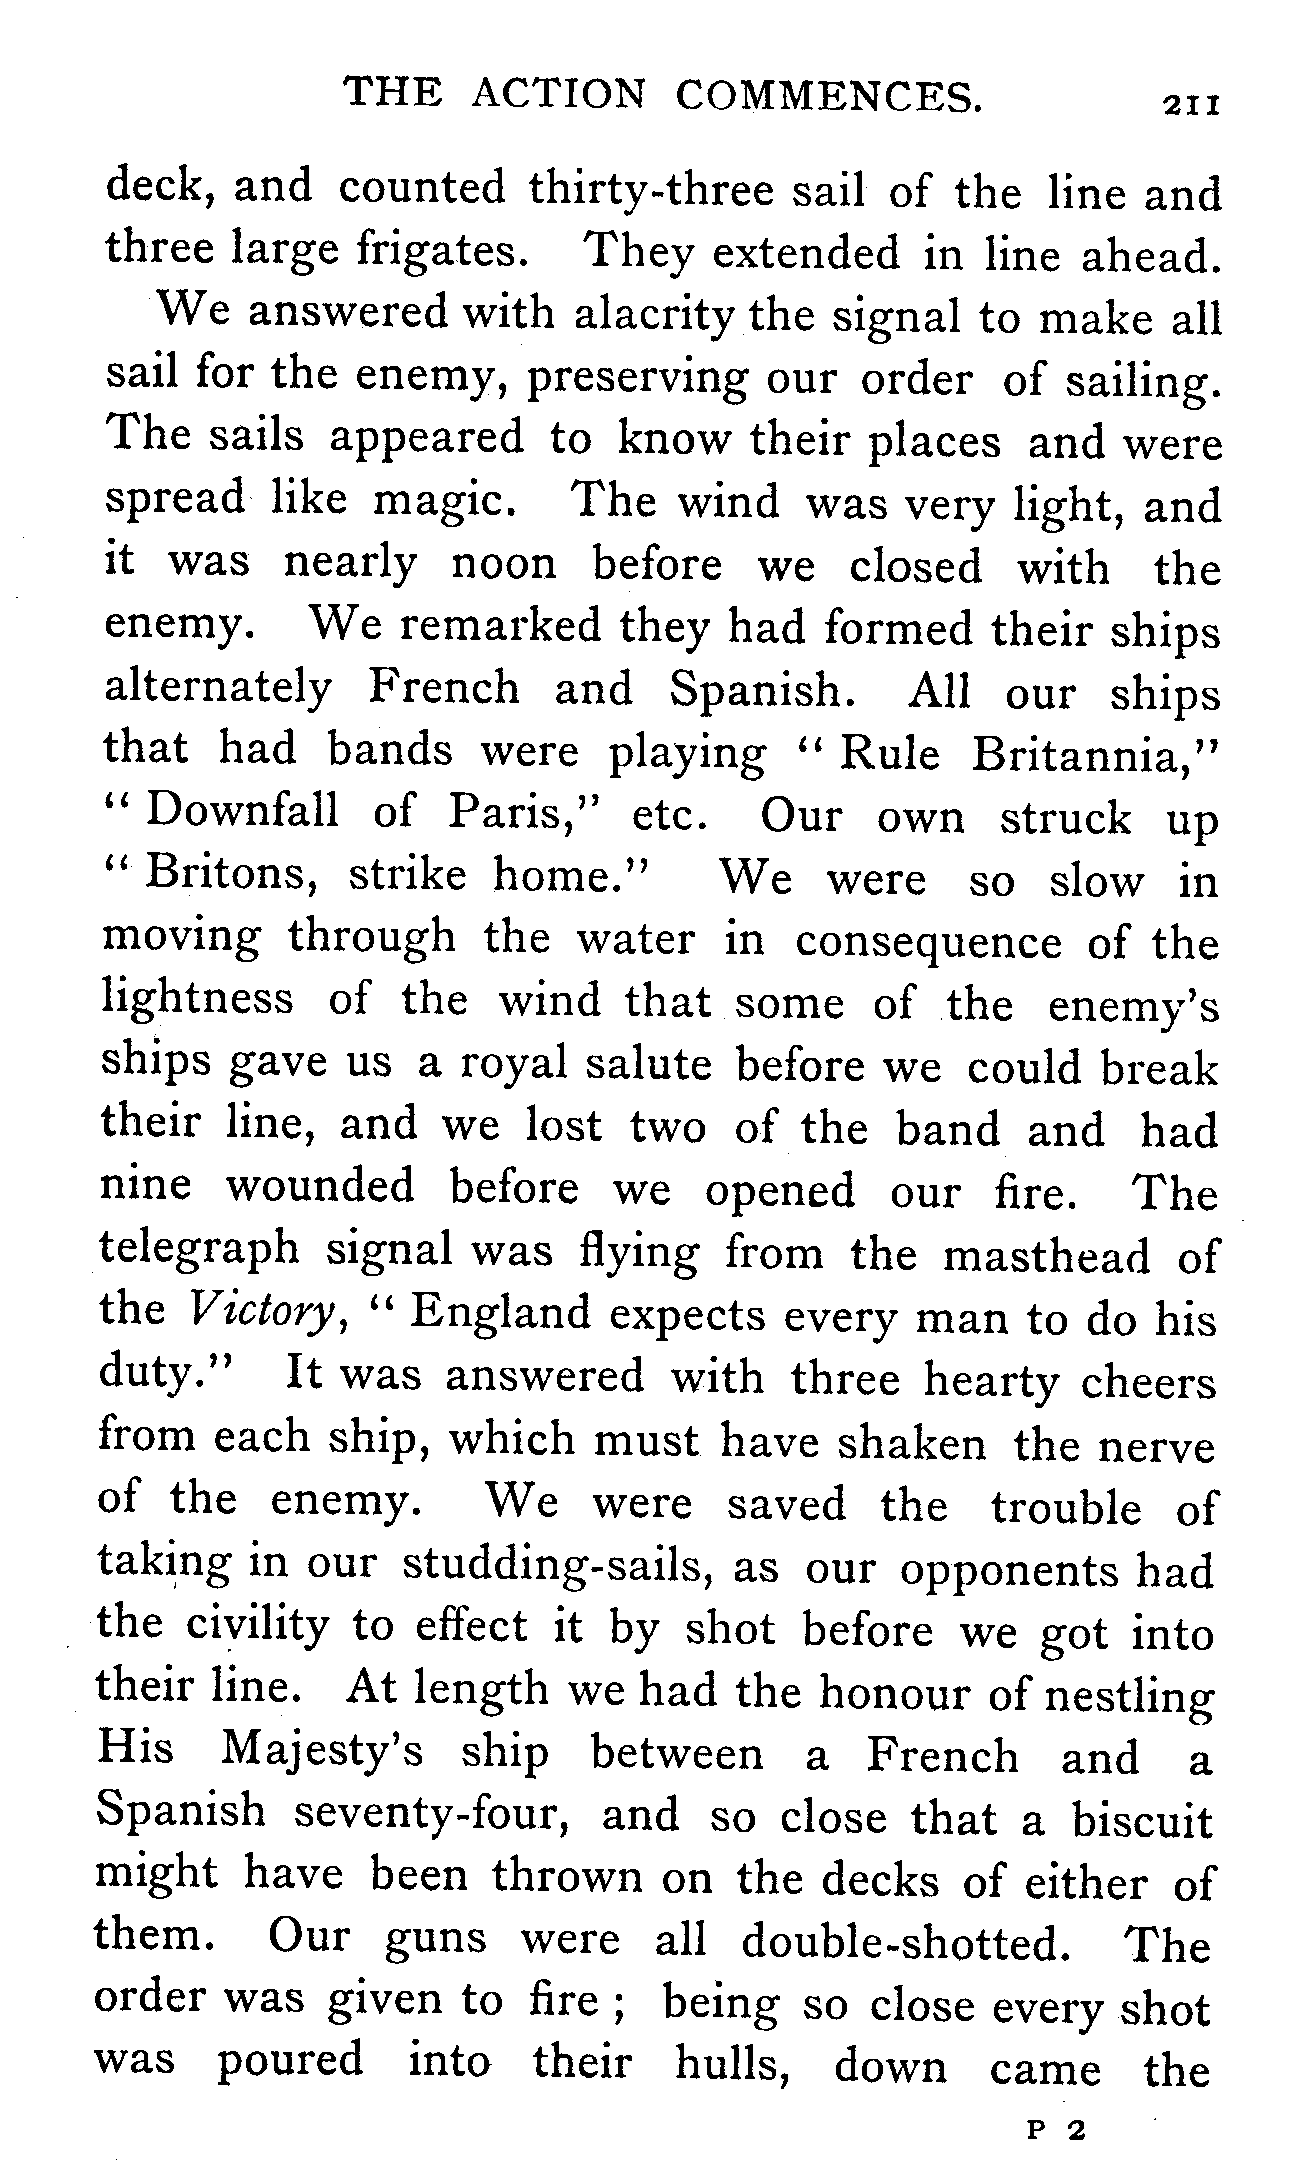 THE ACTION COMMENCES. 211
deck, and counted thirty-three sail of the line and
three large frigates. They extended in line ahead.
We answered with alacrity the signal to make all
sail for the enemy, preserving our order of sailing.
The sails appeared to know their places and were
spread like magic. The wind was very light, and
it was nearly noon before we closed with the
enemy. We remarked they had formed their ships
alternately French and Spanish. All our ships
that had bands were playing “ Rule Britannia,”
“ Downfall of Paris,” etc. Our own struck up
“ Britons, strike home.” We were so slow in
moving through the water in consequence of the
lightness of the wind that some of the enemy’s
ships gave us a royal salute before we could break
their line, and we lost two of the band and had
nine wounded before we opened our fire. The
telegraph signal was flying from the masthead of
the Victory, “ England expects every man to do his
duty.” It was answered with three hearty cheers
from each ship, which must have shaken the nerve
of the enemy. We were saved the trouble of
taking in our studding-sails, as our opponents had
the civility to effect it by shot before we got into
their line. At length we had the honour of nestling
His Majesty’s ship between a French and a
Spanish seventy-four, and so close that a biscuit
might have been thrown on the decks of either of
them. Our guns were all double-shotted. The
order was given to fire ; being so close every shot
was poured into their hulls, down came the
P 2